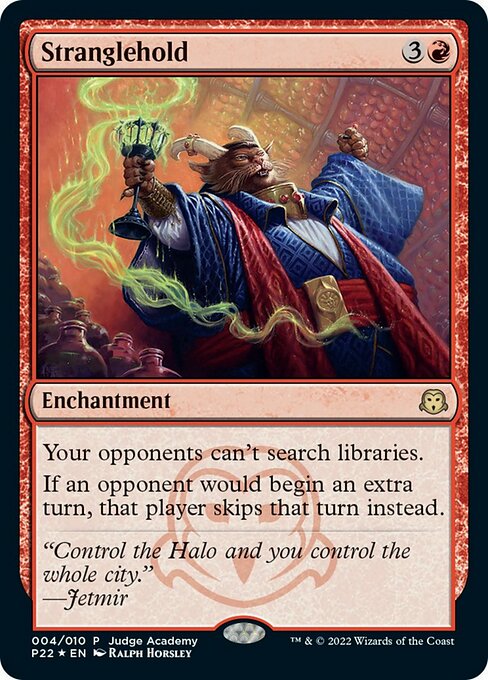 Stranglehold 3
Enchantment
Your opponents can't search libraries.
If an opponent would begin an extra
turn, that player skips that turn instead.
“Control the Halo and you control the
whole city.”
—Jetmir
004/010 P Judge Academy
P22 ★ EN Ralph Horsley
™ & © 2022 Wizards of the Coast